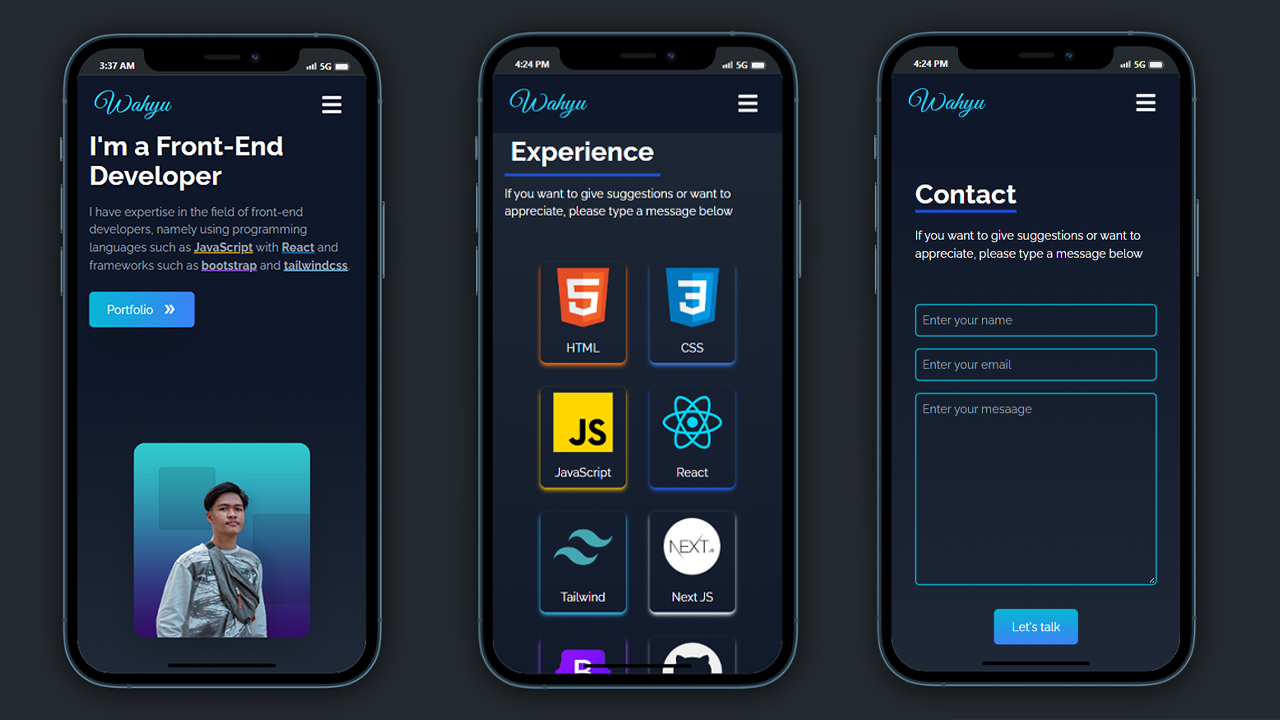 3:37 AM
5G
Wahyu
I'm a Front-End
Developer
I have expertise in the field of front-end
developers, namely using programming
languages such as JavaScript with React and
frameworks such as bootstrap and tailwindcss.
Portfolio
4:24 PM
5G
Wahyu
Experience
If you want to give suggestions or want to
appreciate, please type a message below
5
3
HTML
CSS
JS
JavaScript
React
NEXT.JS
Tailwind
Next JS
B
4:24 PM
5G
Wahyu
Contact
If you want to give suggestions or want to
appreciate, please type a message below
Enter your name
Enter your email
Enter your mesaage
Let's talk